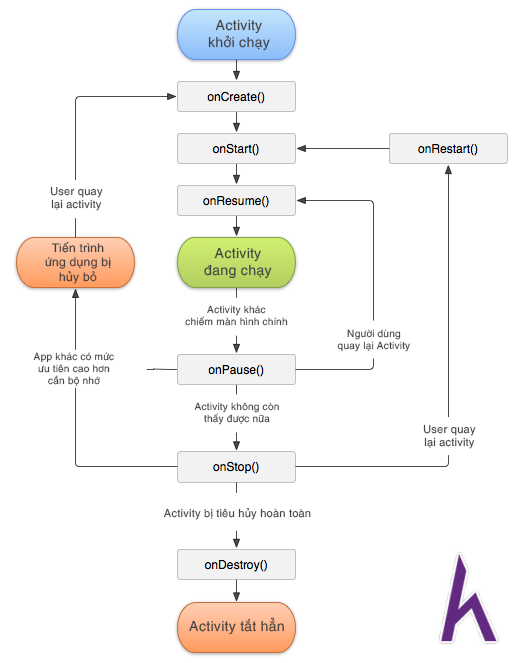 Activity
khởi chạy
onCreate()
onStart()
onRestart()
User quay
lại activity
onResume()
Tiến trình
ứng dụng bị
hủy bỏ
Activity
đang chạy
Activity khác
chiếm màn hình chính
Người dùng
quay lại Activity
App khác có mức
ưu tiên cao hơn
cần bộ nhớ
onPause()
Activity không còn
thấy được nữa
User quay
lại activity
onStop()
Activity bị tiêu hủy hoàn toàn
onDestroy()
Activity tắt hẳn